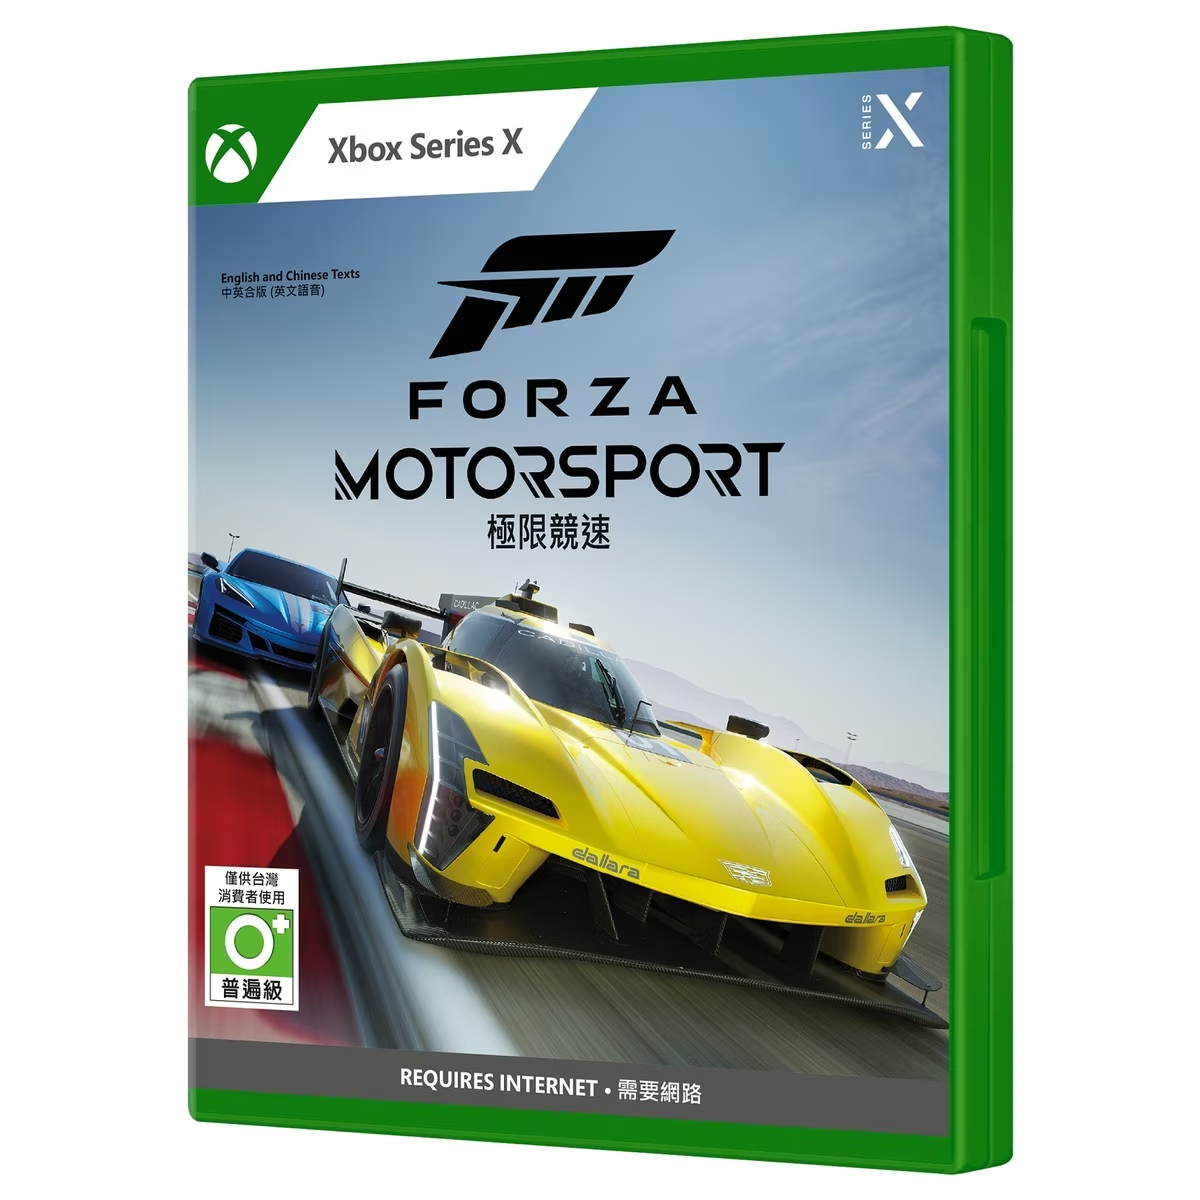 Xbox Series X
SERIES X
English and Chinese Texts
中英合版 (英文語音)
FORZA
MOTORSPORT
極限競速
CADILLAC
CADILLAC
dallara
dallara
僅供台灣
消費者使用
0+
普遍級
REQUIRES INTERNET • 需要網路